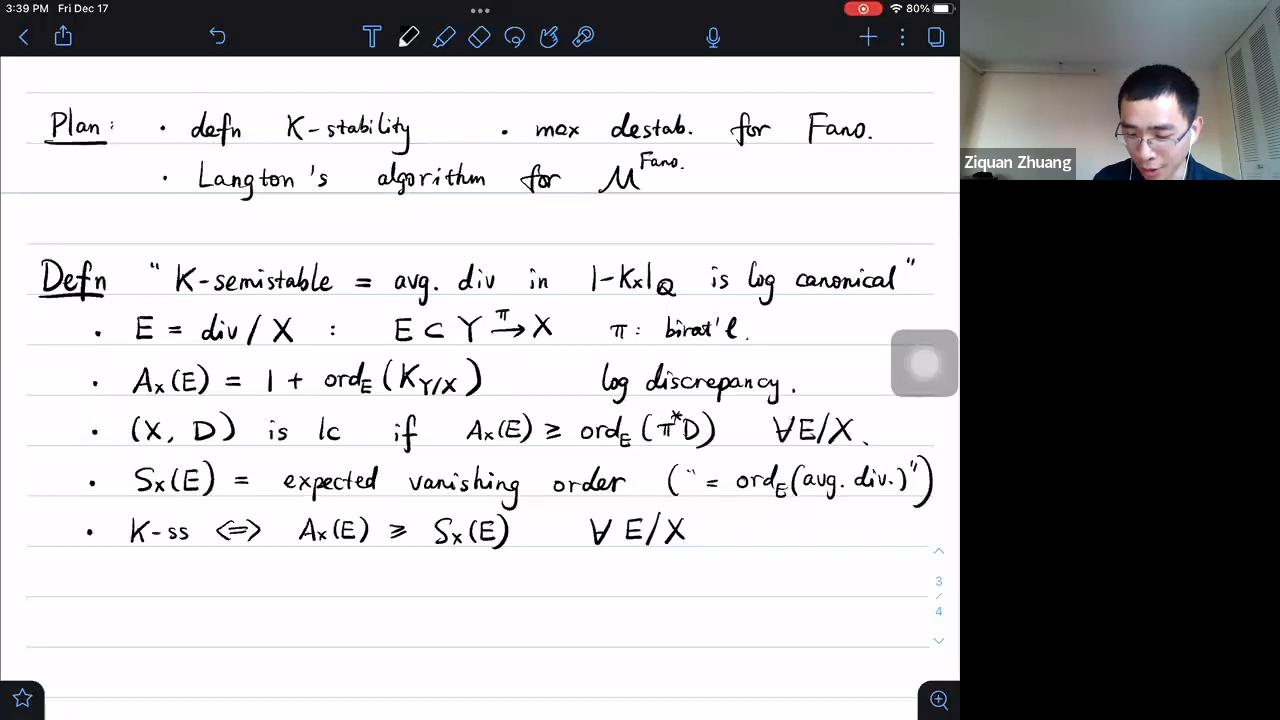 3:39 PM Fri Dec 17
80%
Plan: · defn K-stability · max destab. for Fano.
· Langton's algorithm for M^Fano.
Defn "K-semistable = avg. div in |-Kx|_Q is log canonical"
· E = div/X : E ⊂ Y →^π X π: birat'l.
· A_X(E) = 1 + ord_E(K_Y/X) log discrepancy.
· (X, D) is lc if A_X(E) ≥ ord_E(π*D) ∀E/X.
· S_X(E) = expected vanishing order ("= ord_E(avg. div.)")
· K-ss ⟺ A_X(E) ≥ S_X(E) ∀ E/X
3
/
4
Ziquan Zhuang